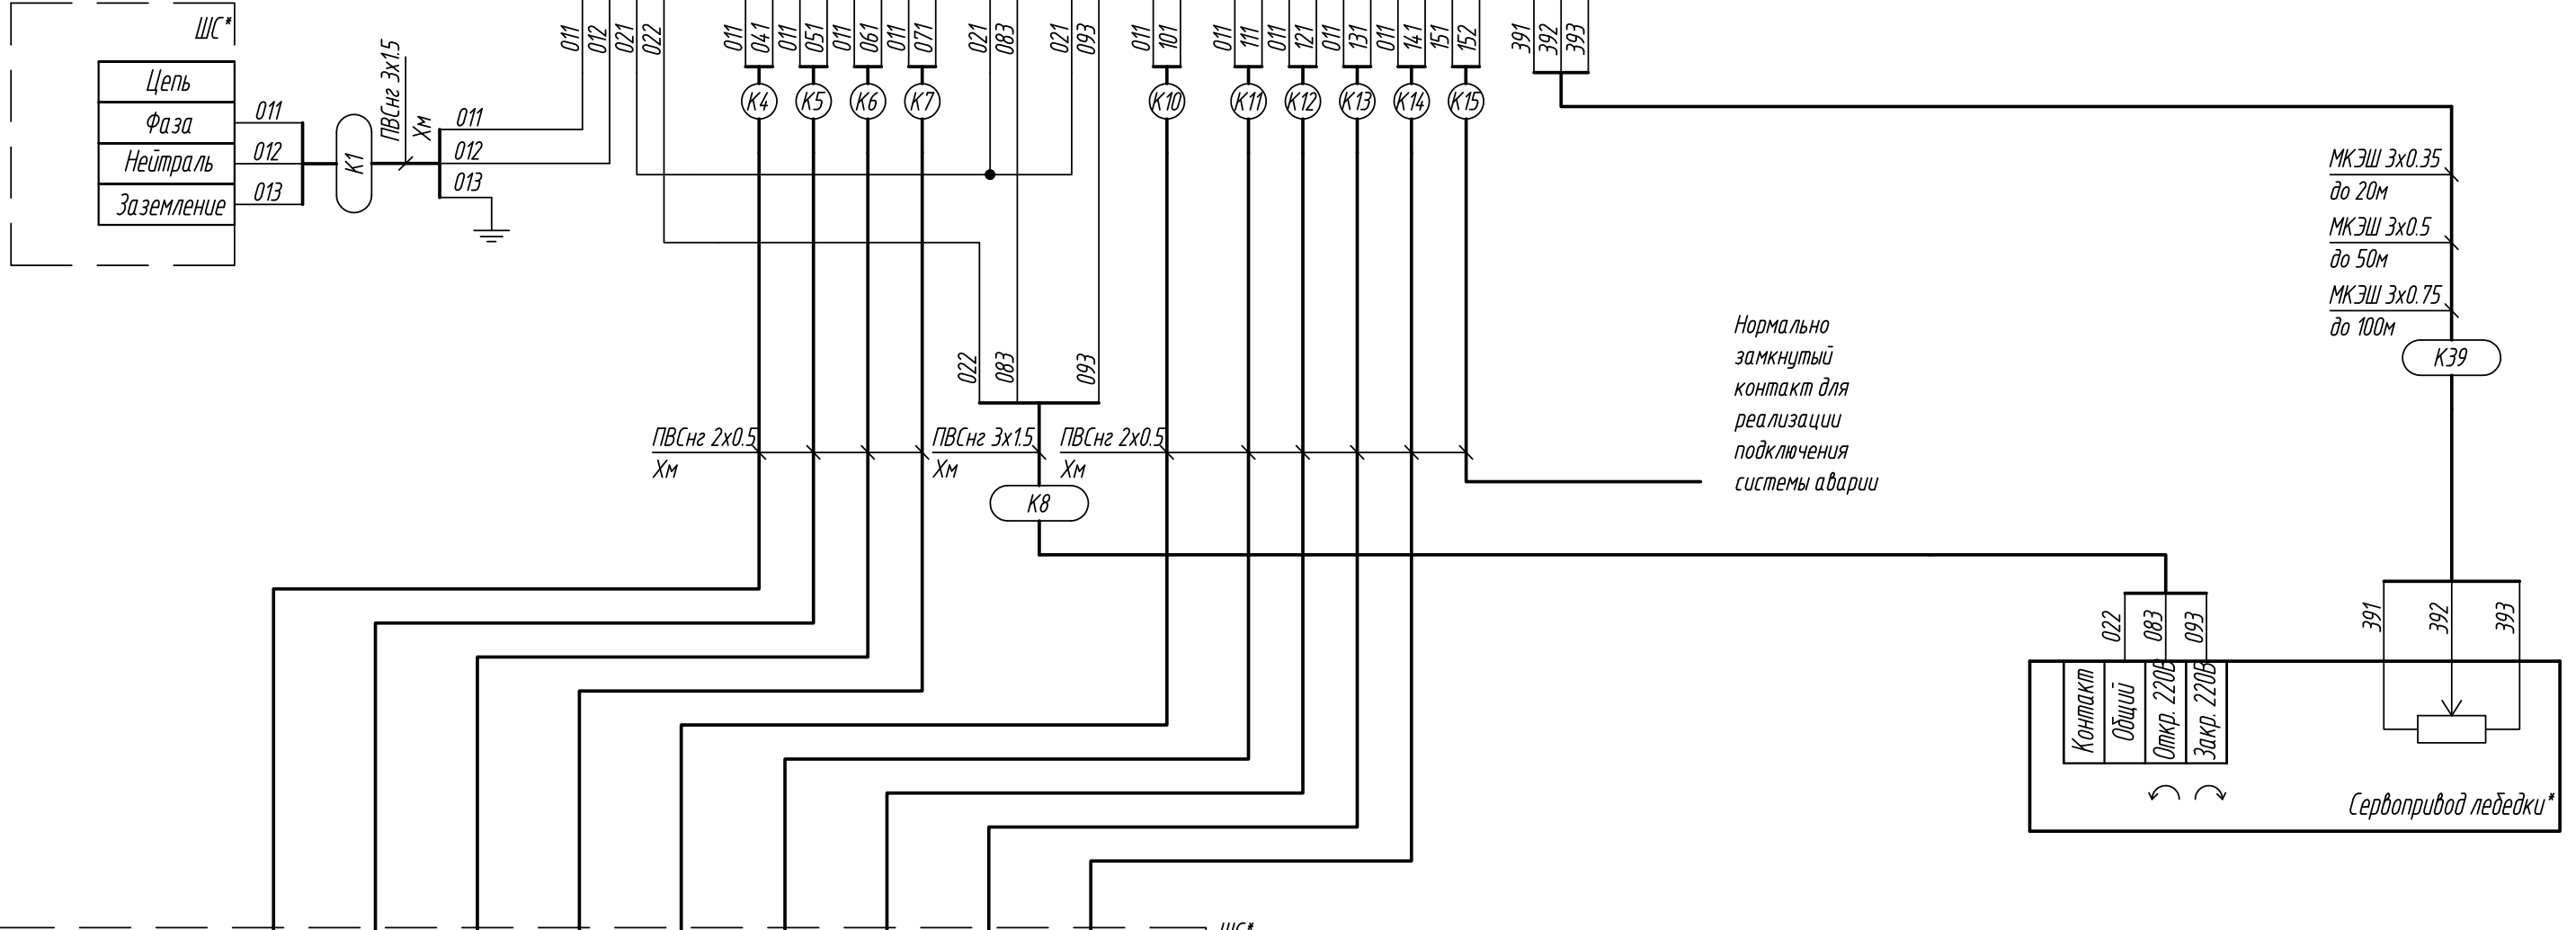 ШС*
Цепь
Фаза
Нейтраль
Заземление
011
012
013
К1
ПВСнг 3х1.5
Хм
011
012
013
011
012
021
022
011
041
011
051
011
061
011
071
021
083
021
093
011
101
011
111
011
121
011
131
011
141
151
152
391
392
393
К4
К5
К6
К7
К10
К11
К12
К13
К14
К15
МКЭШ 3х0.35
до 20м
МКЭШ 3х0.5
до 50м
МКЭШ 3х0.75
до 100м
К39
Нормально
замкнутый
контакт для
реализации
подключения
системы аварии
022
083
093
ПВСнг 2х0.5
Хм
ПВСнг 3х1.5
Хм
ПВСнг 2х0.5
Хм
К8
022
083
093
391
392
393
Контакт
Общий
Откр. 220В
Закр. 220В
Сервопривод лебедки*
ШС*